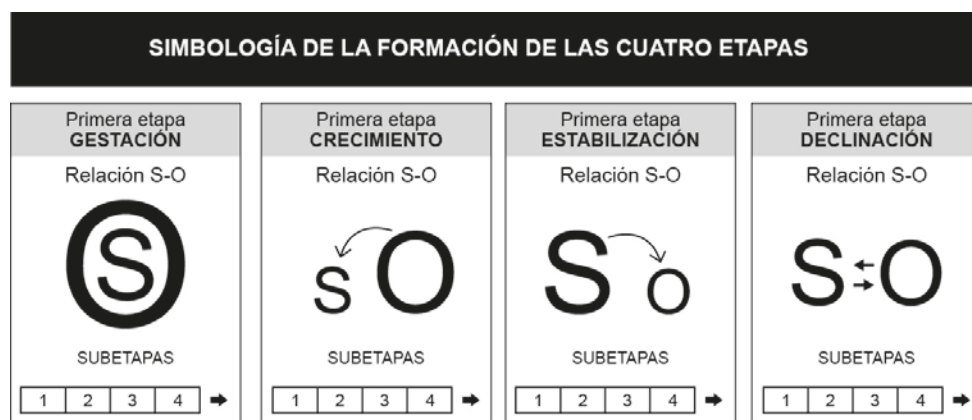 SIMBOLOGÍA DE LA FORMACIÓN DE LAS CUATRO ETAPAS
Primera etapa
GESTACIÓN
Relación S-O
S
O
SUBETAPAS
1 2 3 4
Primera etapa
CRECIMIENTO
Relación S-O
S O
SUBETAPAS
1 2 3 4
Primera etapa
ESTABILIZACIÓN
Relación S-O
S O
SUBETAPAS
1 2 3 4
Primera etapa
DECLINACIÓN
Relación S-O
S O
SUBETAPAS
1 2 3 4